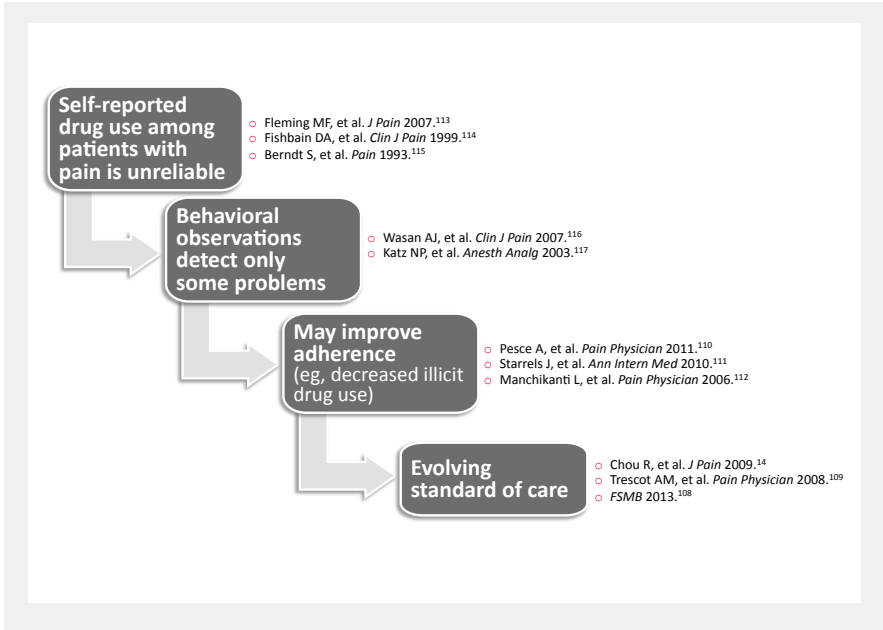 Self-reported
drug use among
patients with
pain is unreliable
○ Fleming MF, et al. J Pain 2007.¹¹³
○ Fishbain DA, et al. Clin J Pain 1999.¹¹⁴
○ Berndt S, et al. Pain 1993.¹¹⁵
Behavioral
observations
detect only
some problems
○ Wasan AJ, et al. Clin J Pain 2007.¹¹⁶
○ Katz NP, et al. Anesth Analg 2003.¹¹⁷
May improve
adherence
(eg, decreased illicit
drug use)
○ Pesce A, et al. Pain Physician 2011.¹¹⁰
○ Starrels J, et al. Ann Intern Med 2010.¹¹¹
○ Manchikanti L, et al. Pain Physician 2006.¹¹²
Evolving
standard of care
○ Chou R, et al. J Pain 2009.¹⁴
○ Trescot AM, et al. Pain Physician 2008.¹⁰⁹
○ FSMB 2013.¹⁰⁸